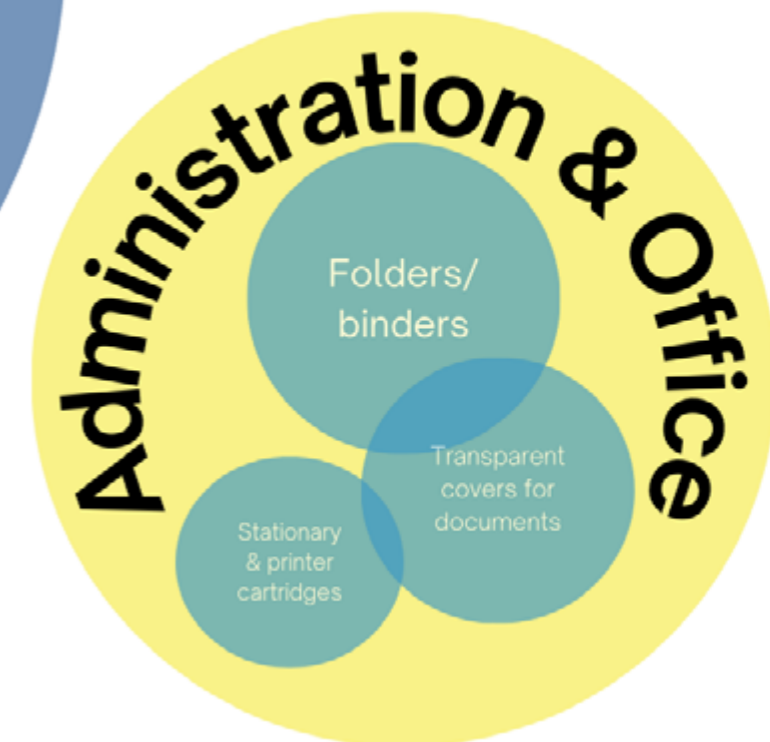 Administration & Office
Folders/
binders
Transparent
covers for
documents
Stationary
& printer
cartridges